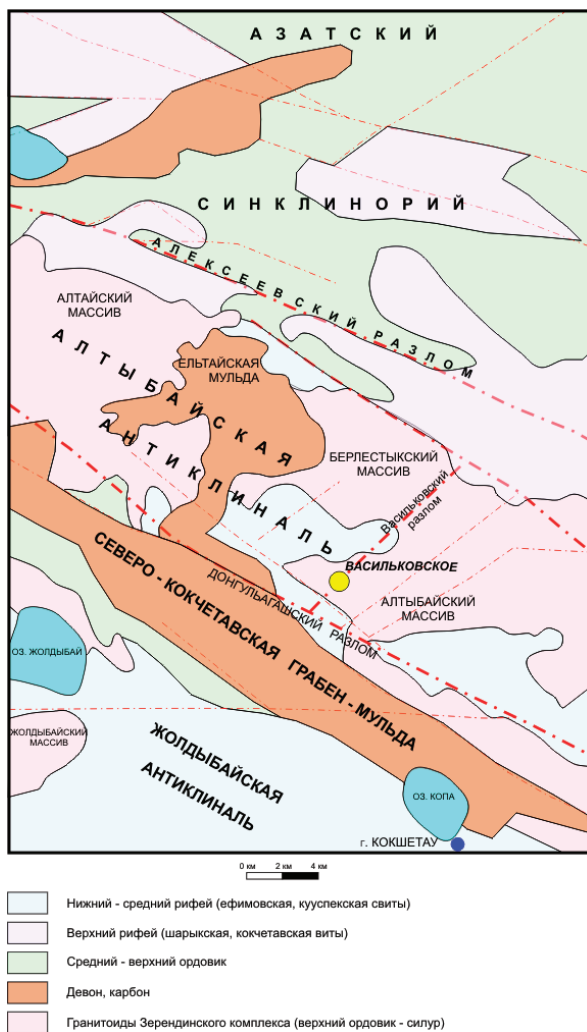 АЗАТСКИЙ
СИНКЛИНОРИЙ
АЛЕКСЕЕВСКИЙ РАЗЛОМ
АЛТАЙСКИЙ
МАССИВ
ЕЛЬТАЙСКАЯ
МУЛЬДА
АЛТЫБАЙСКАЯ
АНТИКЛИНАЛЬ
БЕРЛЕСТЫКСКИЙ
МАССИВ
Васильковский
разлом
ВАСИЛЬКОВСКОЕ
АЛТЫБАЙСКИЙ
МАССИВ
ДОНГУЛЬАГАШСКИЙ РАЗЛОМ
СЕВЕРО - КОКЧЕТАВСКАЯ ГРАБЕН - МУЛЬДА
ОЗ. ЖОЛДЫБАЙ
ЖОЛДЫБАЙСКИЙ
МАССИВ
ЖОЛДЫБАЙСКАЯ
АНТИКЛИНАЛЬ
ОЗ. КОПА
г. КОКШЕТАУ
0 км 2 км 4 км
Нижний - средний рифей (ефимовская, кууспекская свиты)
Верхний рифей (шарыкская, кокчетавская виты)
Средний - верхний ордовик
Девон, карбон
Гранитоиды Зерендинского комплекса (верхний ордовик - силур)